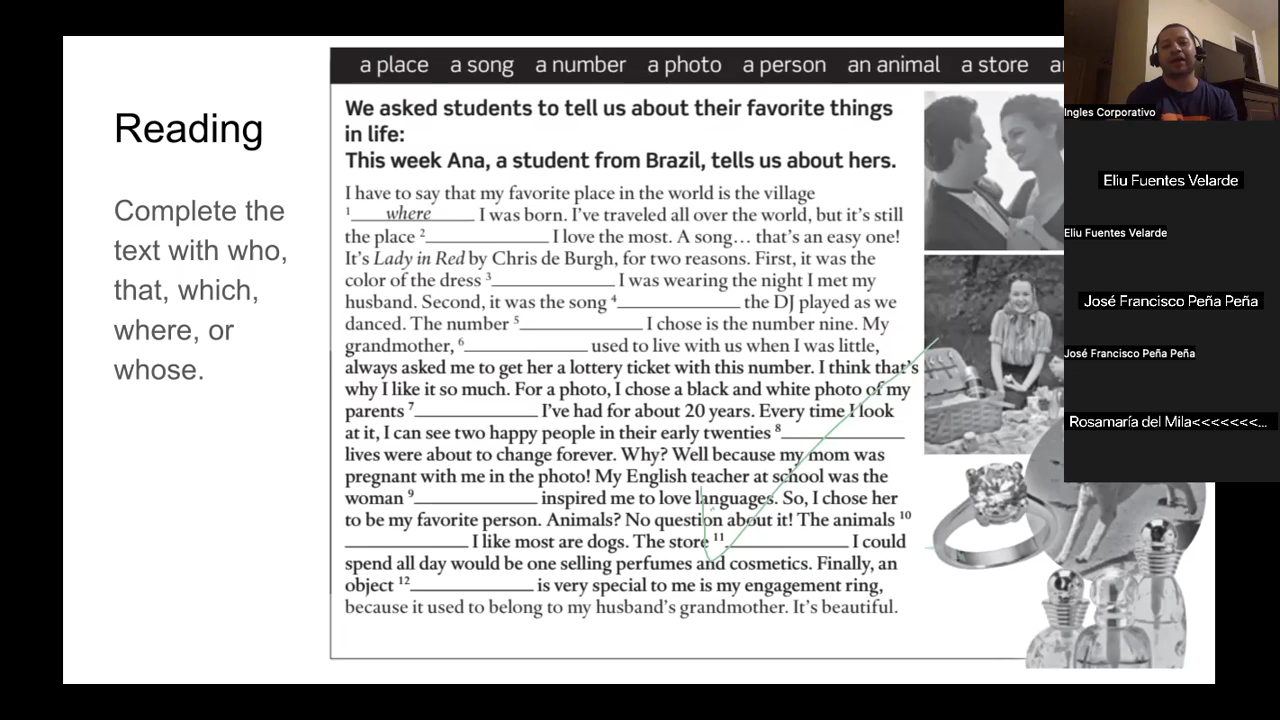 a place a song a number a photo a person an animal a store
Reading
Complete the
text with who,
that, which,
where, or
whose.
We asked students to tell us about their favorite things
in life:
This week Ana, a student from Brazil, tells us about hers.
I have to say that my favorite place in the world is the village
1 where I was born. I've traveled all over the world, but it's still
the place 2 I love the most. A song… that's an easy one!
It's Lady in Red by Chris de Burgh, for two reasons. First, it was the
color of the dress 3 I was wearing the night I met my
husband. Second, it was the song 4 the DJ played as we
danced. The number 5 I chose is the number nine. My
grandmother, 6 used to live with us when I was little,
always asked me to get her a lottery ticket with this number. I think that's
why I like it so much. For a photo, I chose a black and white photo of my
parents 7 I've had for about 20 years. Every time I look
at it, I can see two happy people in their early twenties 8
lives were about to change forever. Why? Well because my mom was
pregnant with me in the photo! My English teacher at school was the
woman 9 inspired me to love languages. So, I chose her
to be my favorite person. Animals? No question about it! The animals 10
I like most are dogs. The store 11 I could
spend all day would be one selling perfumes and cosmetics. Finally, an
object 12 is very special to me is my engagement ring,
because it used to belong to my husband's grandmother. It's beautiful.
Ingles Corporativo
Eliu Fuentes Velarde
Eliu Fuentes Velarde
José Francisco Peña Peña
José Francisco Peña Peña
Rosamaría del Mila<<<<<<<...